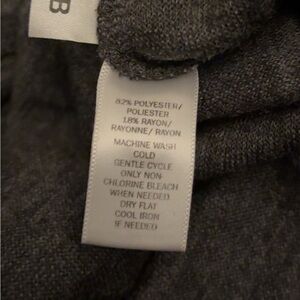 B
82% POLYESTER/
POLIESTER
18% RAYON/
RAYONNE/ RAYON
MACHINE WASH
COLD
GENTLE CYCLE
ONLY NON-
CHLORINE BLEACH
WHEN NEEDED
DRY FLAT
COOL IRON
IF NEEDED